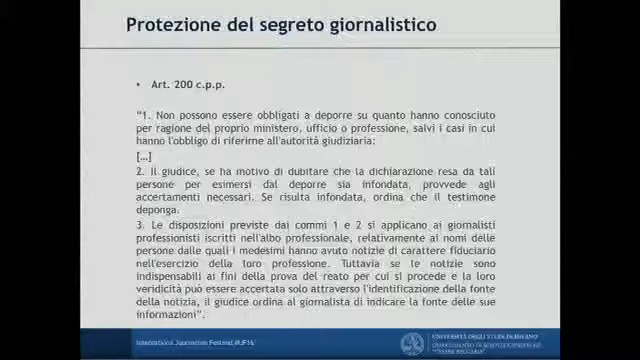 Protezione del segreto giornalistico
• Art. 200 c.p.p.
"1. Non possono essere obbligati a deporre su quanto hanno conosciuto
per ragione del proprio ministero, ufficio o professione, salvi i casi in cui
hanno l'obbligo di riferirne all'autorità giudiziaria:
[…]
2. Il giudice, se ha motivo di dubitare che la dichiarazione resa da tali
persone per esimersi dal deporre sia infondata, provvede agli
accertamenti necessari. Se risulta infondata, ordina che il testimone
deponga.
3. Le disposizioni previste dai commi 1 e 2 si applicano ai giornalisti
professionisti iscritti nell'albo professionale, relativamente ai nomi delle
persone dalle quali i medesimi hanno avuto notizie di carattere fiduciario
nell'esercizio della loro professione. Tuttavia se le notizie sono
indispensabili ai fini della prova del reato per cui si procede e la loro
veridicità può essere accertata solo attraverso l'identificazione della fonte
della notizia, il giudice ordina al giornalista di indicare la fonte delle sue
informazioni".
International Journalism Festival #IJF16
UNIVERSITÀ DEGLI STUDI DI MILANO
"CESARE BECCARIA"